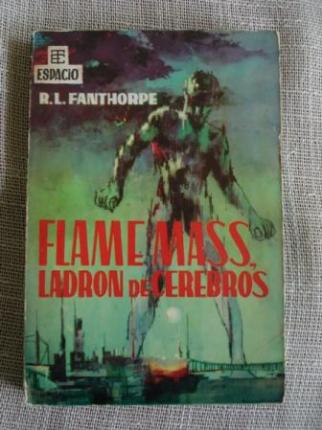 ESPACIO
R.L. FANTHORPE
FLAME MASS,
LADRON DE CEREBROS